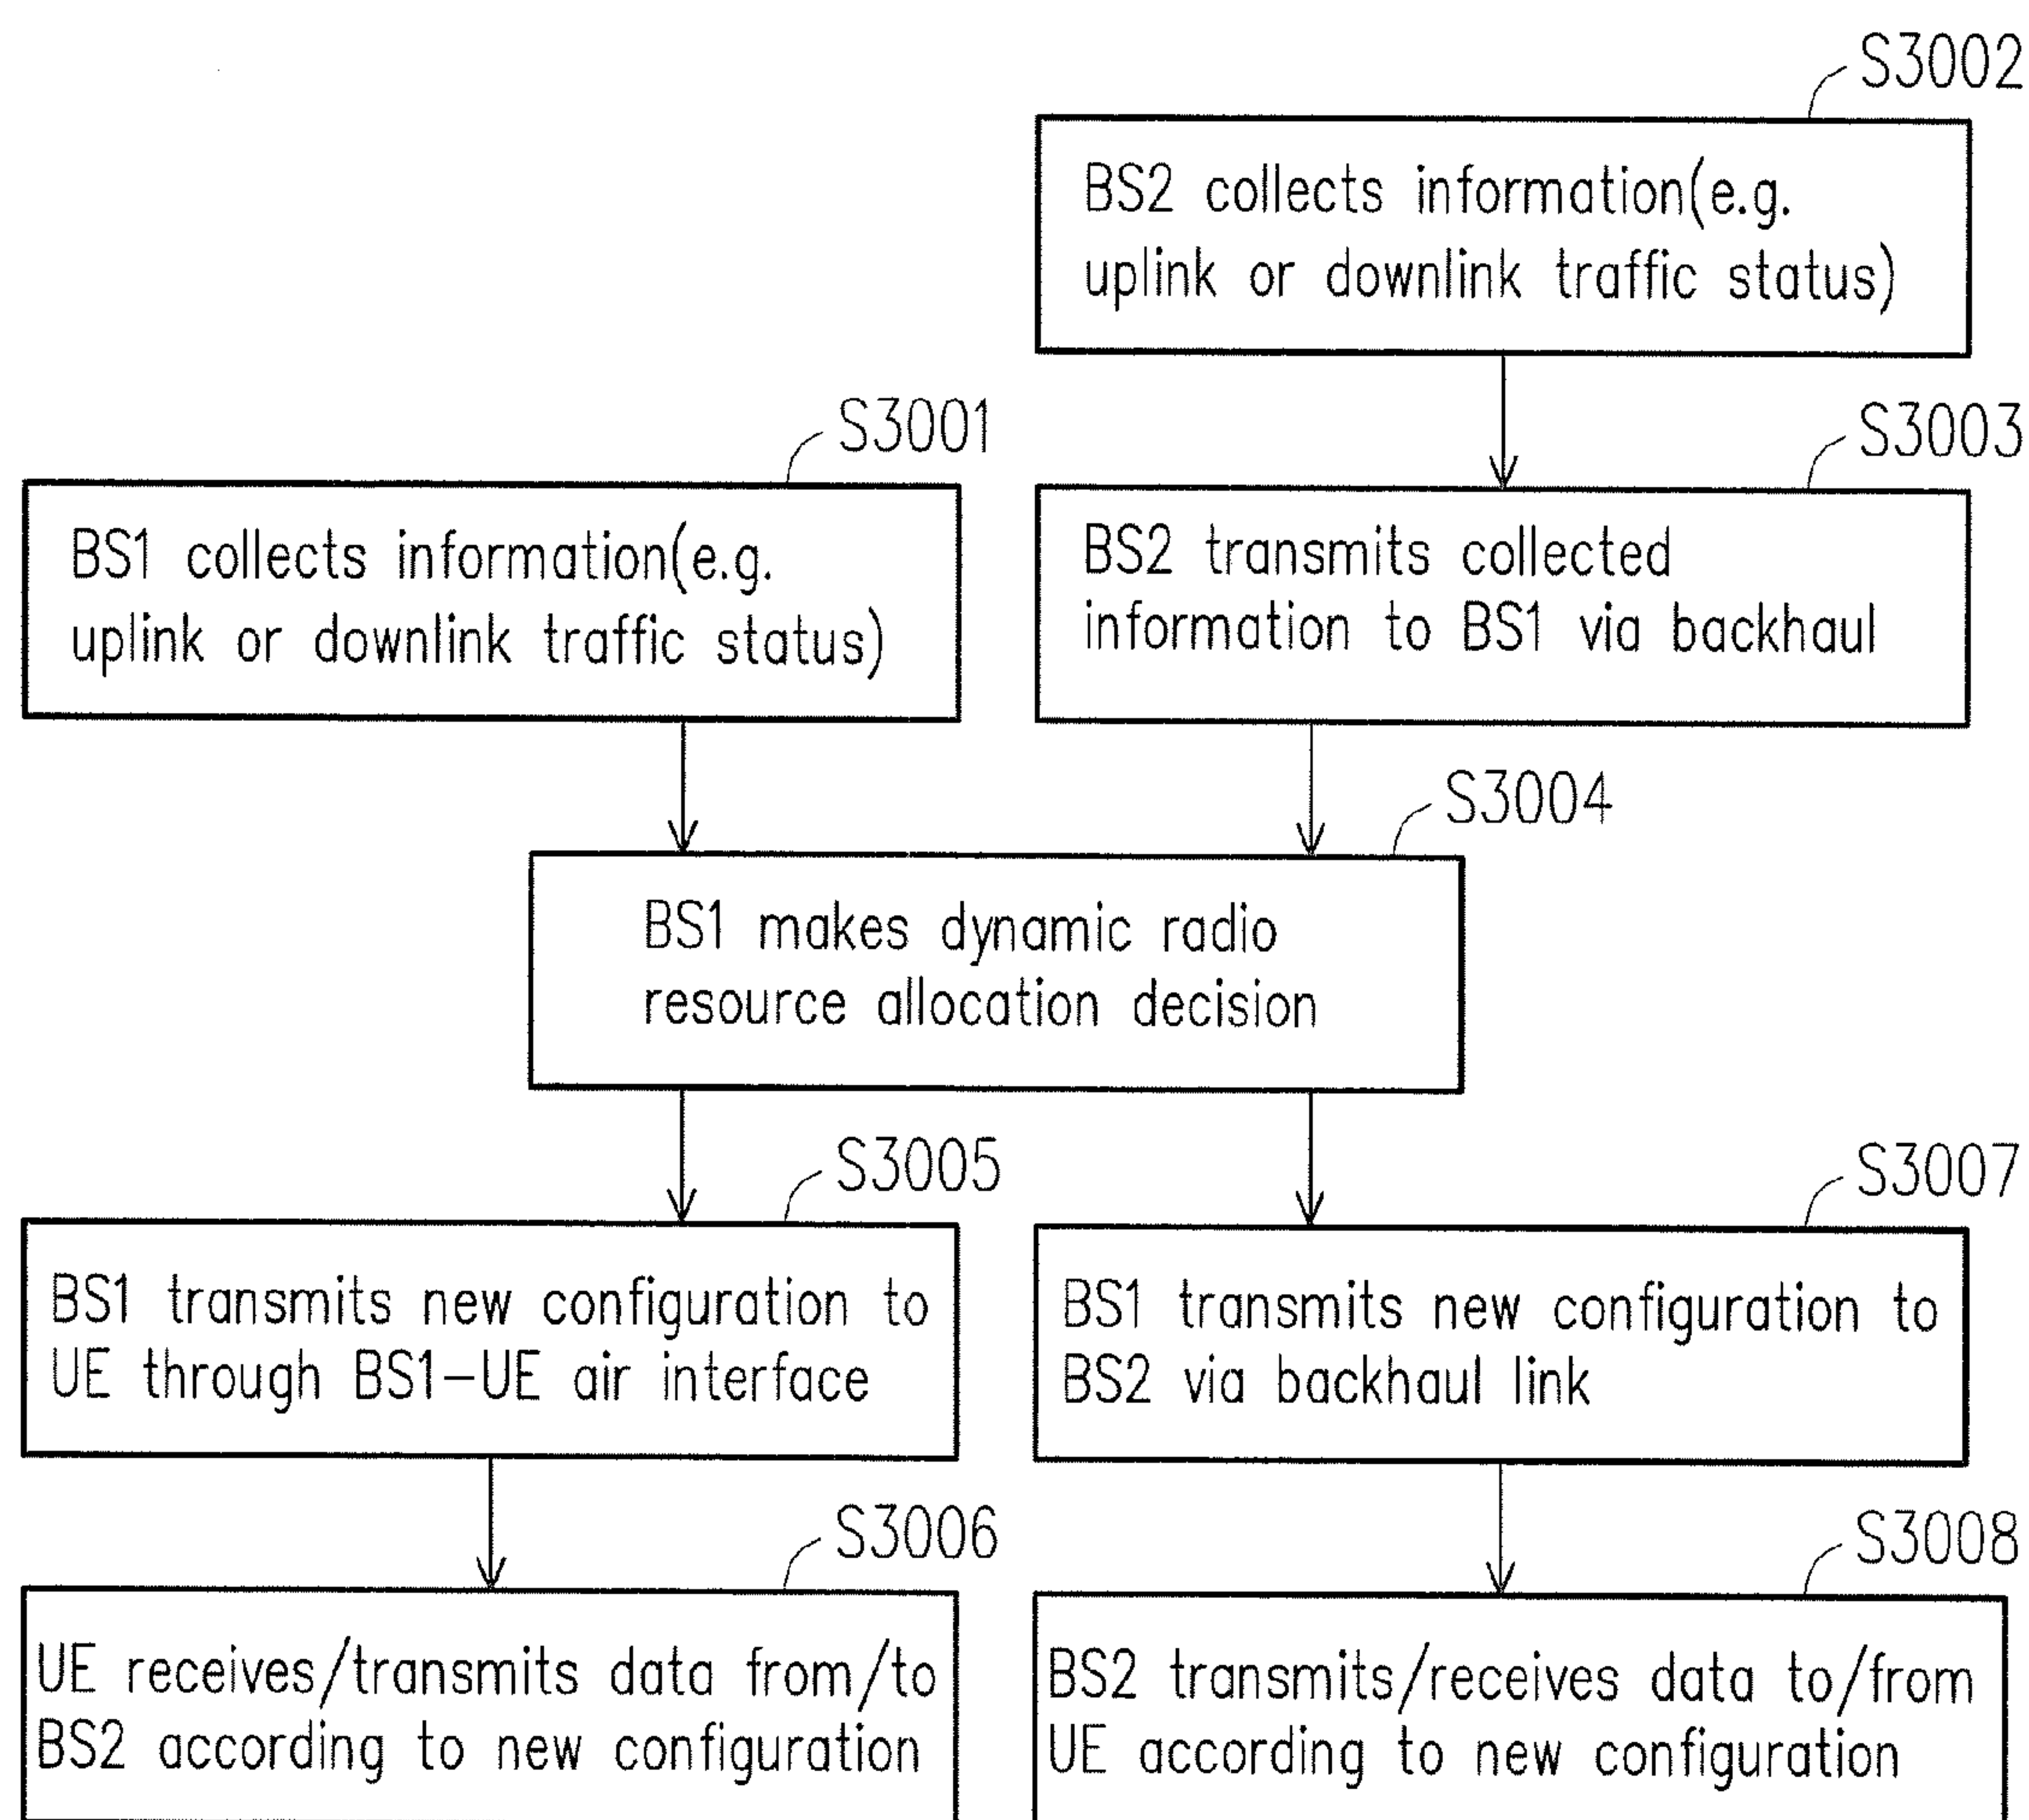 S3002
BS2 collects information(e.g.
uplink or downlink traffic status)
S3001
BS1 collects information(e.g.
uplink or downlink traffic status)
S3003
BS2 transmits collected
information to BS1 via backhaul
S3004
BS1 makes dynamic radio
resource allocation decision
S3005
BS1 transmits new configuration to
UE through BS1-UE air interface
S3007
BS1 transmits new configuration to
BS2 via backhaul link
S3006
UE receives/transmits data from/to
BS2 according to new configuration
S3008
BS2 transmits/receives data to/from
UE according to new configuration